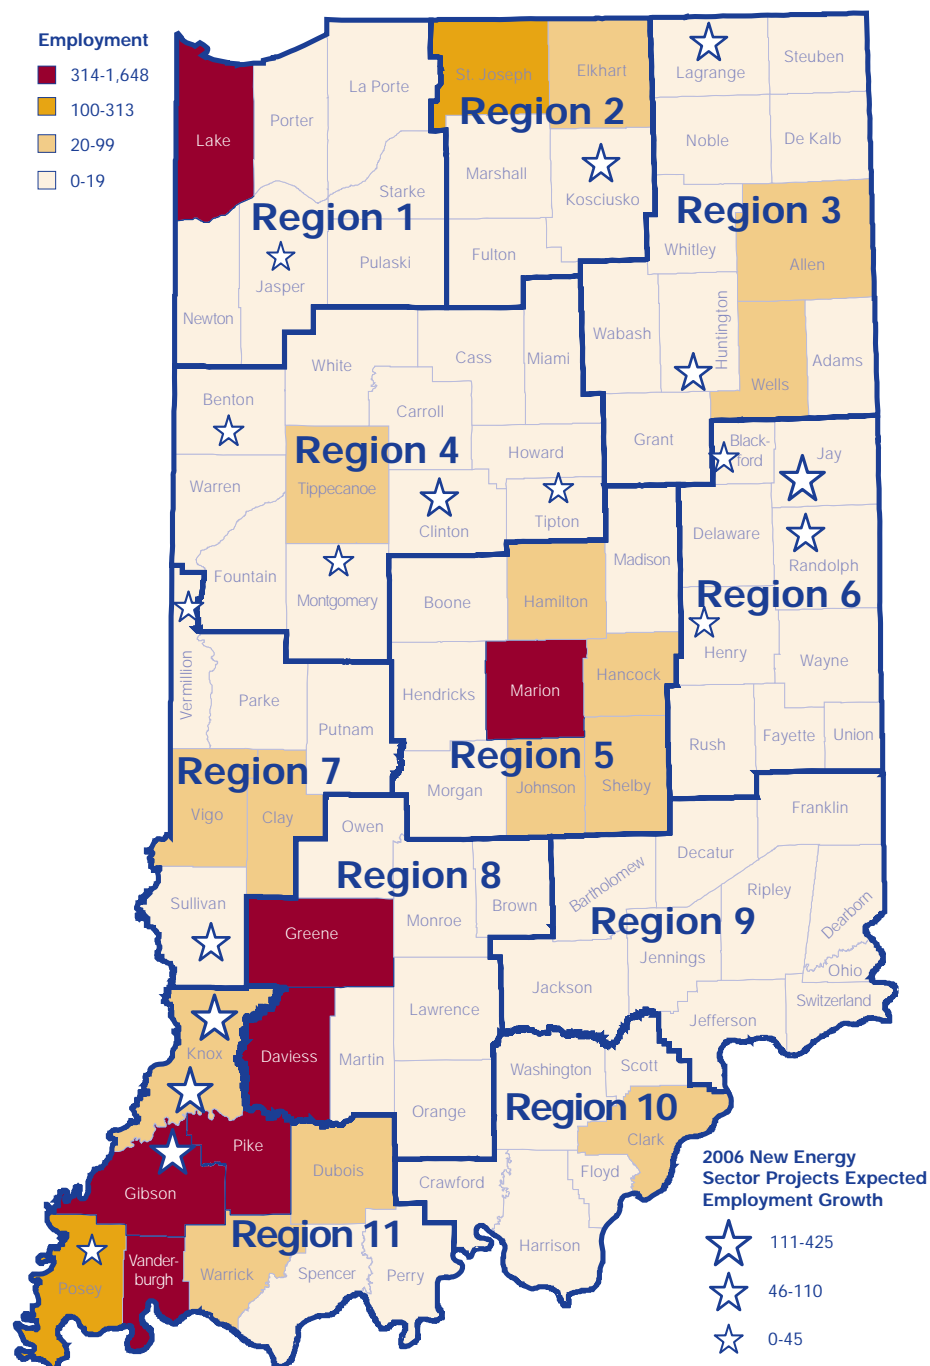 Employment
314-1,648
100-313
20-99
0-19
Lake
Porter
La Porte
St. Joseph
Elkhart
Lagrange
Steuben
Region 2
Noble
De Kalb
Marshall
Kosciusko
Starke
Region 1
Region 3
Whitley
Allen
Jasper
Pulaski
Fulton
Newton
White
Cass
Miami
Wabash
Huntington
Wells
Adams
Benton
Carroll
Region 4
Howard
Grant
Black-
ford
Jay
Warren
Tippecanoe
Clinton
Tipton
Delaware
Randolph
Fountain
Montgomery
Boone
Hamilton
Madison
Region 6
Henry
Wayne
Vermillion
Parke
Putnam
Hendricks
Marion
Hancock
Rush
Fayette
Union
Region 7
Region 5
Morgan
Johnson
Shelby
Vigo
Clay
Owen
Franklin
Decatur
Region 8
Bartholomew
Ripley
Dearborn
Sullivan
Greene
Monroe
Brown
Region 9
Jennings
Ohio
Jackson
Switzerland
Lawrence
Jefferson
Knox
Daviess
Martin
Washington
Scott
Orange
Region 10
Clark
Pike
Dubois
Floyd
Crawford
Gibson
Region 11
Harrison
Vander-
burgh
Posey
Warrick
Spencer
Perry
2006 New Energy
Sector Projects Expected
Employment Growth
111-425
46-110
0-45